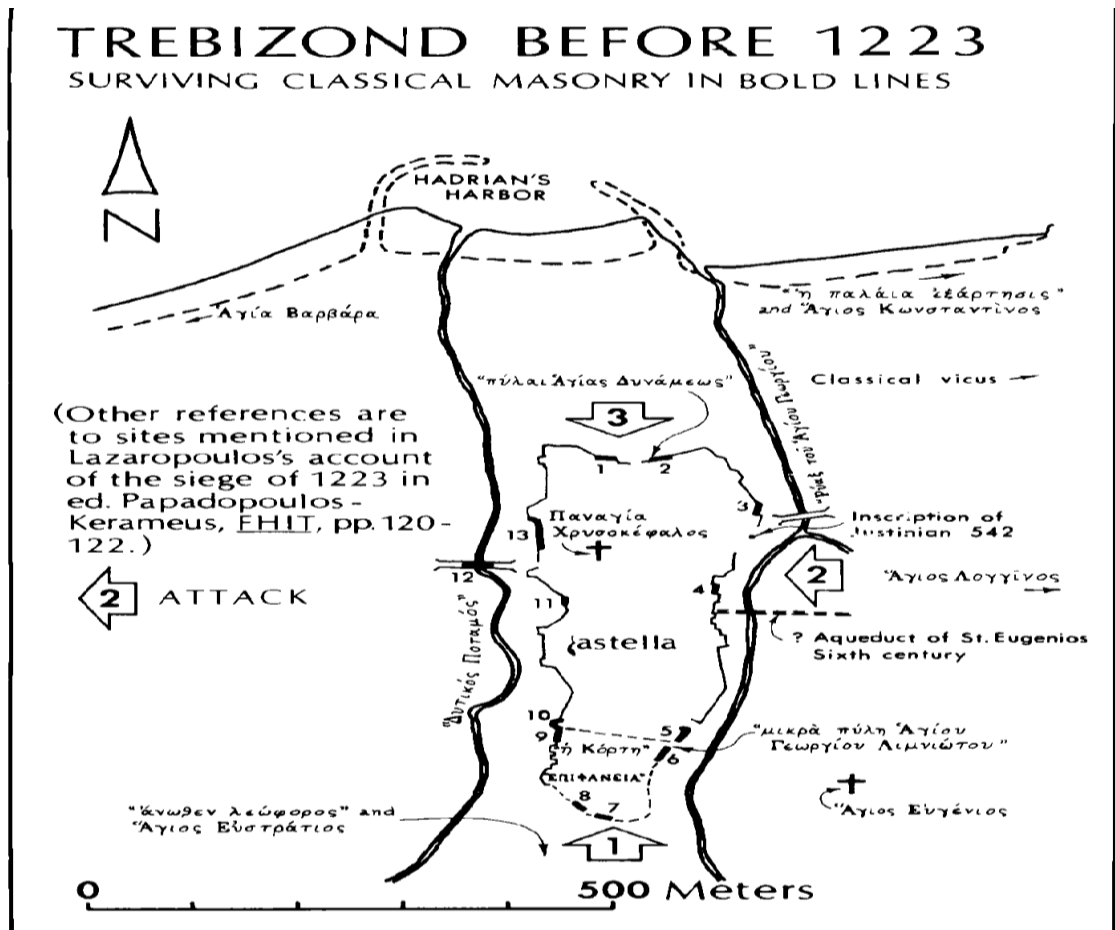 TREBIZOND BEFORE 1223
SURVIVING CLASSICAL MASONRY IN BOLD LINES
N
HADRIAN'S
HARBOR
Ἁγία Βαρβάρα
"ἡ παλάια ἐξάρτησις"
and Ἅγιος Κωνσταντῖνος
"πύλαι Ἁγίας Δυνάμεως"
"Ῥύαξ τοῦ Ἁγίου Γεωργίου"
Classical vicus
3
(Other references are
to sites mentioned in
Lazaropoulos's account
of the siege of 1223 in
ed. Papadopoulos-
Kerameus, FHIT, pp.120-
122.)
1
2
3
Παναγία
Χρυσοκέφαλος
13
Inscription of
Justinian 542
12
2 ATTACK
2
Ἅγιος Λογγῖνος
4
11
? Aqueduct of St. Eugenios
Sixth century
astella
"Δυτικός Ποταμός"
10
9
5
6
"ἡ Κόρτη"
"μικρὰ πύλη Ἁγίου
Γεωργίου Λιμνιώτου"
ΕΠΙΦΑΝΕΙΑ"
8
7
Ἅγιος Εὐγένιος
"ἄνωθεν λεώφορος" and
Ἅγιος Εὐστράτιος
1
0 500 Meters